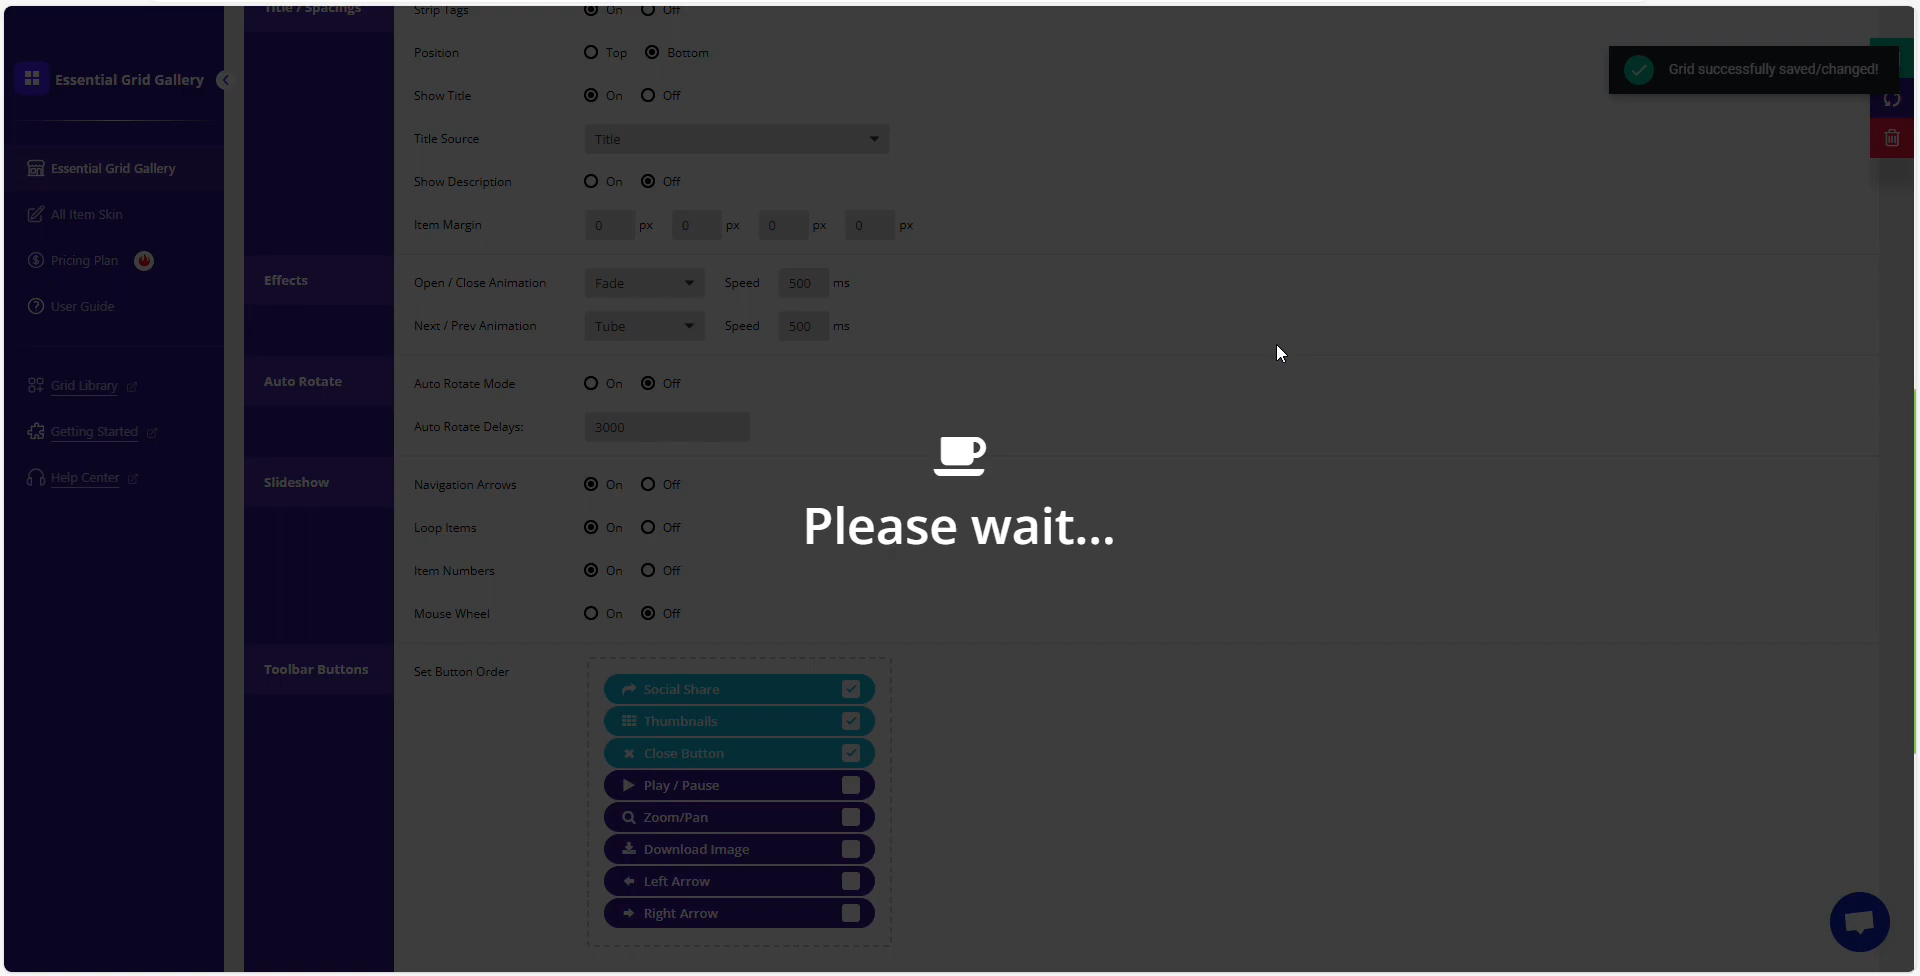 Title / Spacings
Strip Tags On Off
Position Top Bottom
Grid successfully saved/changed!
Essential Grid Gallery
Show Title On Off
Title Source Title
Essential Grid Gallery
Show Description On Off
All Item Skin
Item Margin 0 px 0 px 0 px 0 px
Pricing Plan
Effects
Open / Close Animation Fade Speed 500 ms
User Guide
Next / Prev Animation Tube Speed 500 ms
Auto Rotate
Auto Rotate Mode On Off
Grid Library
Auto Rotate Delays: 3000
Getting Started
Help Center
Slideshow
Navigation Arrows On Off
Please wait...
Loop Items On Off
Item Numbers On Off
Mouse Wheel On Off
Toolbar Buttons
Set Button Order
Social Share
Thumbnails
Close Button
Play / Pause
Zoom/Pan
Download Image
Left Arrow
Right Arrow